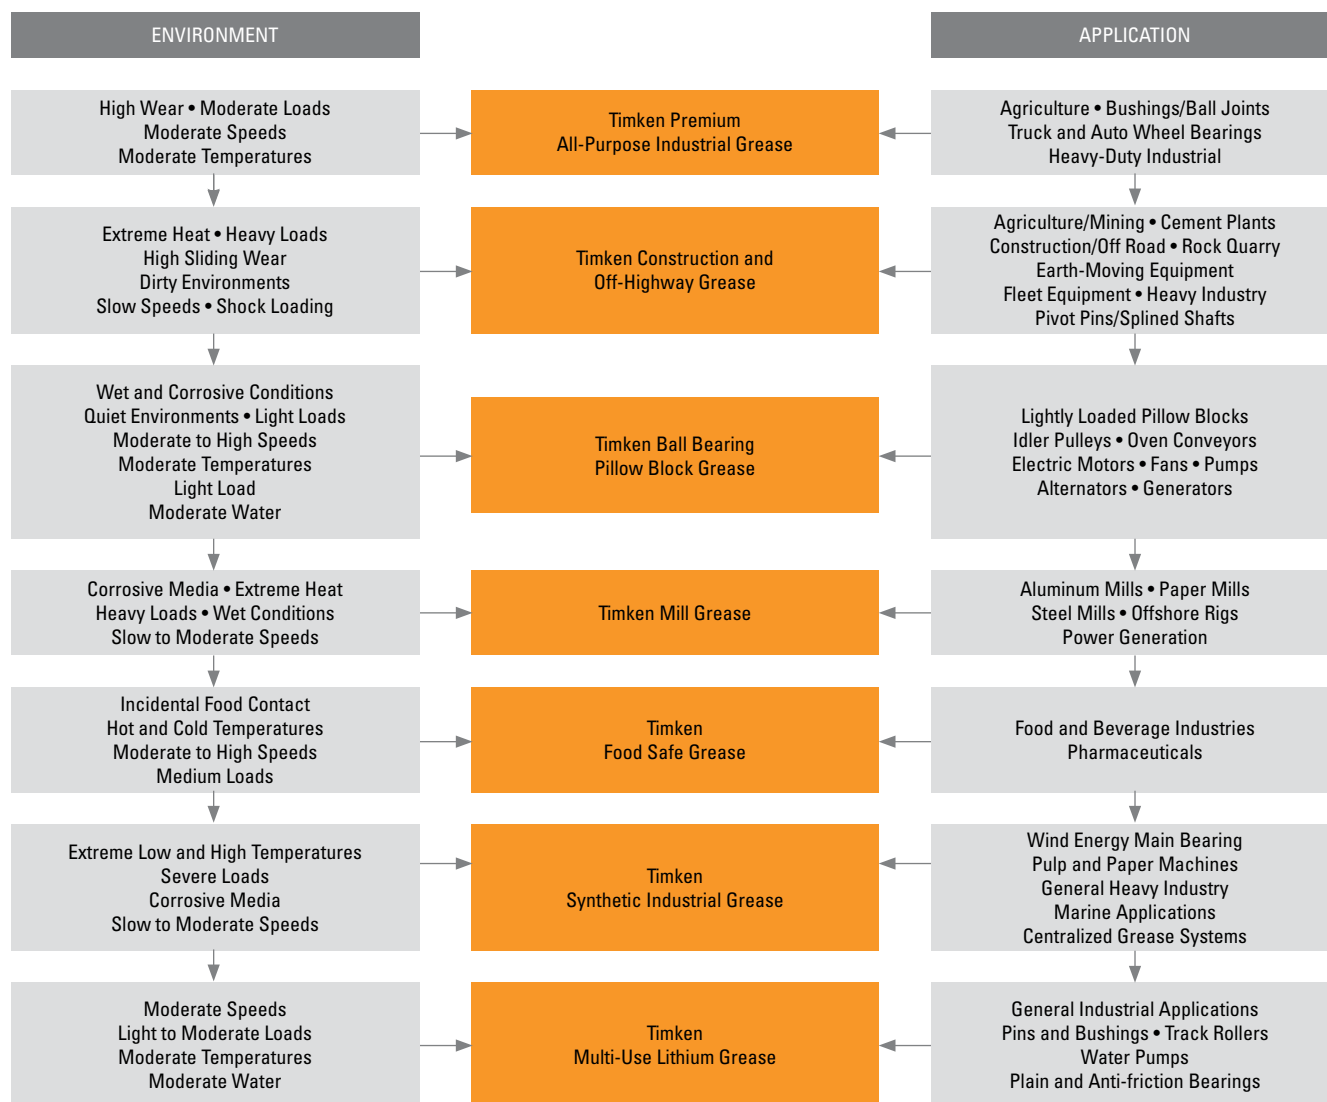 ENVIRONMENT
APPLICATION
High Wear • Moderate Loads
Moderate Speeds
Moderate Temperatures
Timken Premium
All-Purpose Industrial Grease
Agriculture • Bushings/Ball Joints
Truck and Auto Wheel Bearings
Heavy-Duty Industrial
Extreme Heat • Heavy Loads
High Sliding Wear
Dirty Environments
Slow Speeds • Shock Loading
Timken Construction and
Off-Highway Grease
Agriculture/Mining • Cement Plants
Construction/Off Road • Rock Quarry
Earth-Moving Equipment
Fleet Equipment • Heavy Industry
Pivot Pins/Splined Shafts
Wet and Corrosive Conditions
Quiet Environments • Light Loads
Moderate to High Speeds
Moderate Temperatures
Light Load
Moderate Water
Timken Ball Bearing
Pillow Block Grease
Lightly Loaded Pillow Blocks
Idler Pulleys • Oven Conveyors
Electric Motors • Fans • Pumps
Alternators • Generators
Corrosive Media • Extreme Heat
Heavy Loads • Wet Conditions
Slow to Moderate Speeds
Timken Mill Grease
Aluminum Mills • Paper Mills
Steel Mills • Offshore Rigs
Power Generation
Incidental Food Contact
Hot and Cold Temperatures
Moderate to High Speeds
Medium Loads
Timken
Food Safe Grease
Food and Beverage Industries
Pharmaceuticals
Extreme Low and High Temperatures
Severe Loads
Corrosive Media
Slow to Moderate Speeds
Timken
Synthetic Industrial Grease
Wind Energy Main Bearing
Pulp and Paper Machines
General Heavy Industry
Marine Applications
Centralized Grease Systems
Moderate Speeds
Light to Moderate Loads
Moderate Temperatures
Moderate Water
Timken
Multi-Use Lithium Grease
General Industrial Applications
Pins and Bushings • Track Rollers
Water Pumps
Plain and Anti-friction Bearings